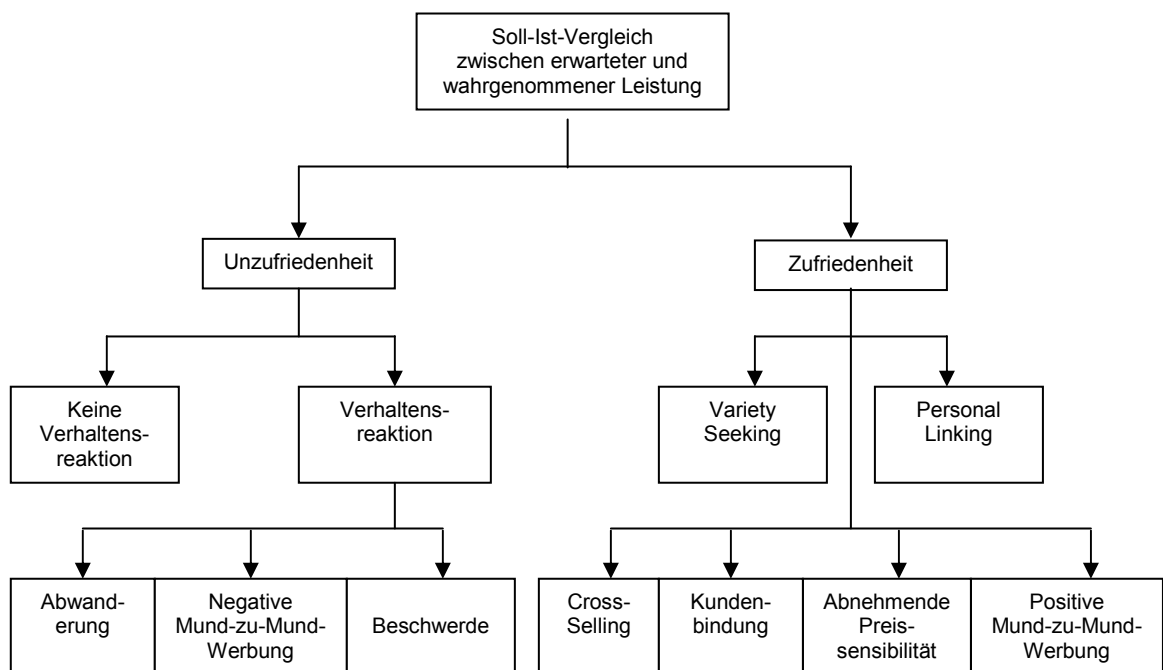 Soll-Ist-Vergleich
zwischen erwarteter und
wahrgenommener Leistung
Unzufriedenheit
Zufriedenheit
Keine
Verhaltens-
reaktion
Verhaltens-
reaktion
Variety
Seeking
Personal
Linking
Abwand-
erung
Negative
Mund-zu-Mund-
Werbung
Beschwerde
Cross-
Selling
Kunden-
bindung
Abnehmende
Preis-
sensibilität
Positive
Mund-zu-Mund-
Werbung